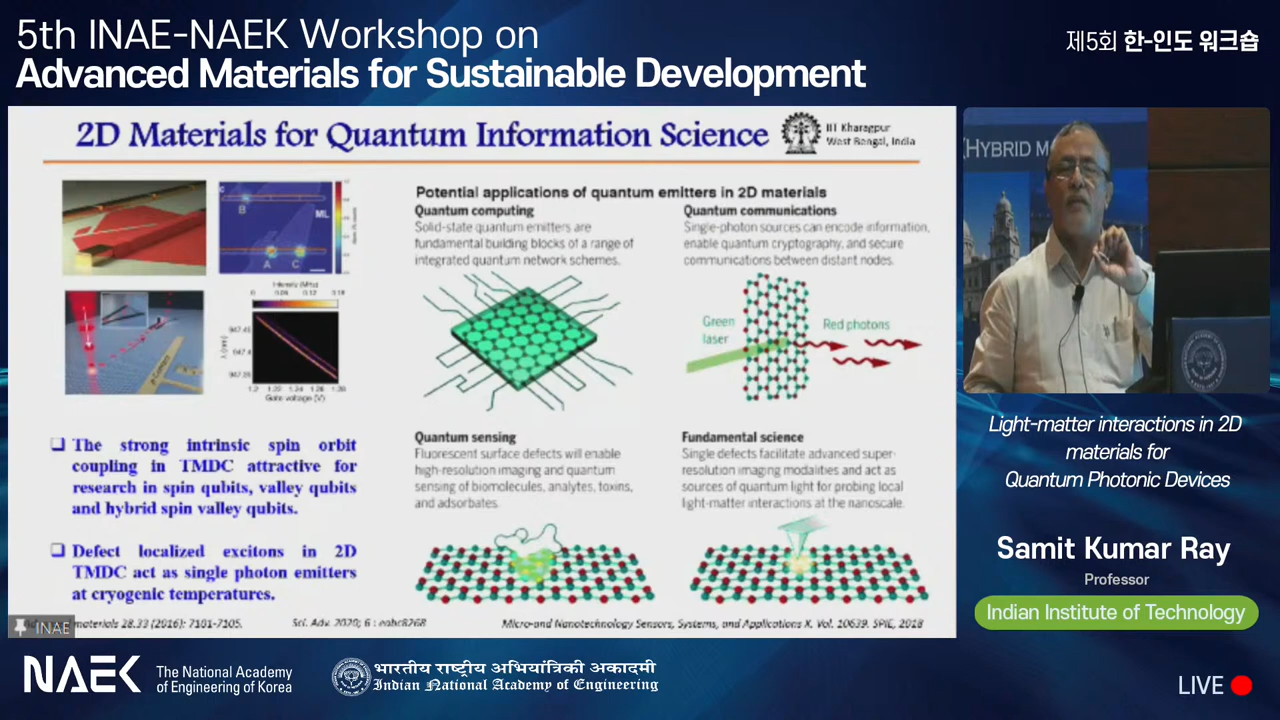 5th INAE-NAEK Workshop on
Advanced Materials for Sustainable Development
제5회 한-인도 워크숍
2D Materials for Quantum Information Science
IIT Kharagpur
West Bengal, India
C
B
ML
A
C
Potential applications of quantum emitters in 2D materials
Quantum computing
Solid-state quantum emitters are
fundamental building blocks of a range of
integrated quantum network schemes.
Quantum communications
Single-photon sources can encode information,
enable quantum cryptography, and secure
communications between distant nodes.
Intensity (MHz)
Gate voltage (V)
Green
laser
Red photons
The strong intrinsic spin orbit
coupling in TMDC attractive for
research in spin qubits, valley qubits
and hybrid spin valley qubits.
Defect localized excitons in 2D
TMDC act as single photon emitters
at cryogenic temperatures.
Quantum sensing
Fluorescent surface defects will enable
high-resolution imaging and quantum
sensing of biomolecules, analytes, toxins,
and adsorbates.
Fundamental science
Single defects facilitate advanced super-
resolution imaging modalities and act as
sources of quantum light for probing local
light-matter interactions at the nanoscale.
INAE
materials 28.33 (2016): 7101-7105.
Sci. Adv. 2020; 6 : eabc8268
Micro-and Nanotechnology Sensors, Systems, and Applications X. Vol. 10639. SPIE, 2018
(HYBRID M
Light-matter interactions in 2D
materials for
Quantum Photonic Devices
Samit Kumar Ray
Professor
Indian Institute of Technology
NAEK
The National Academy
of Engineering of Korea
भारतीय राष्ट्रीय अभियांत्रिकी अकादमी
Indian National Academy of Engineering
LIVE